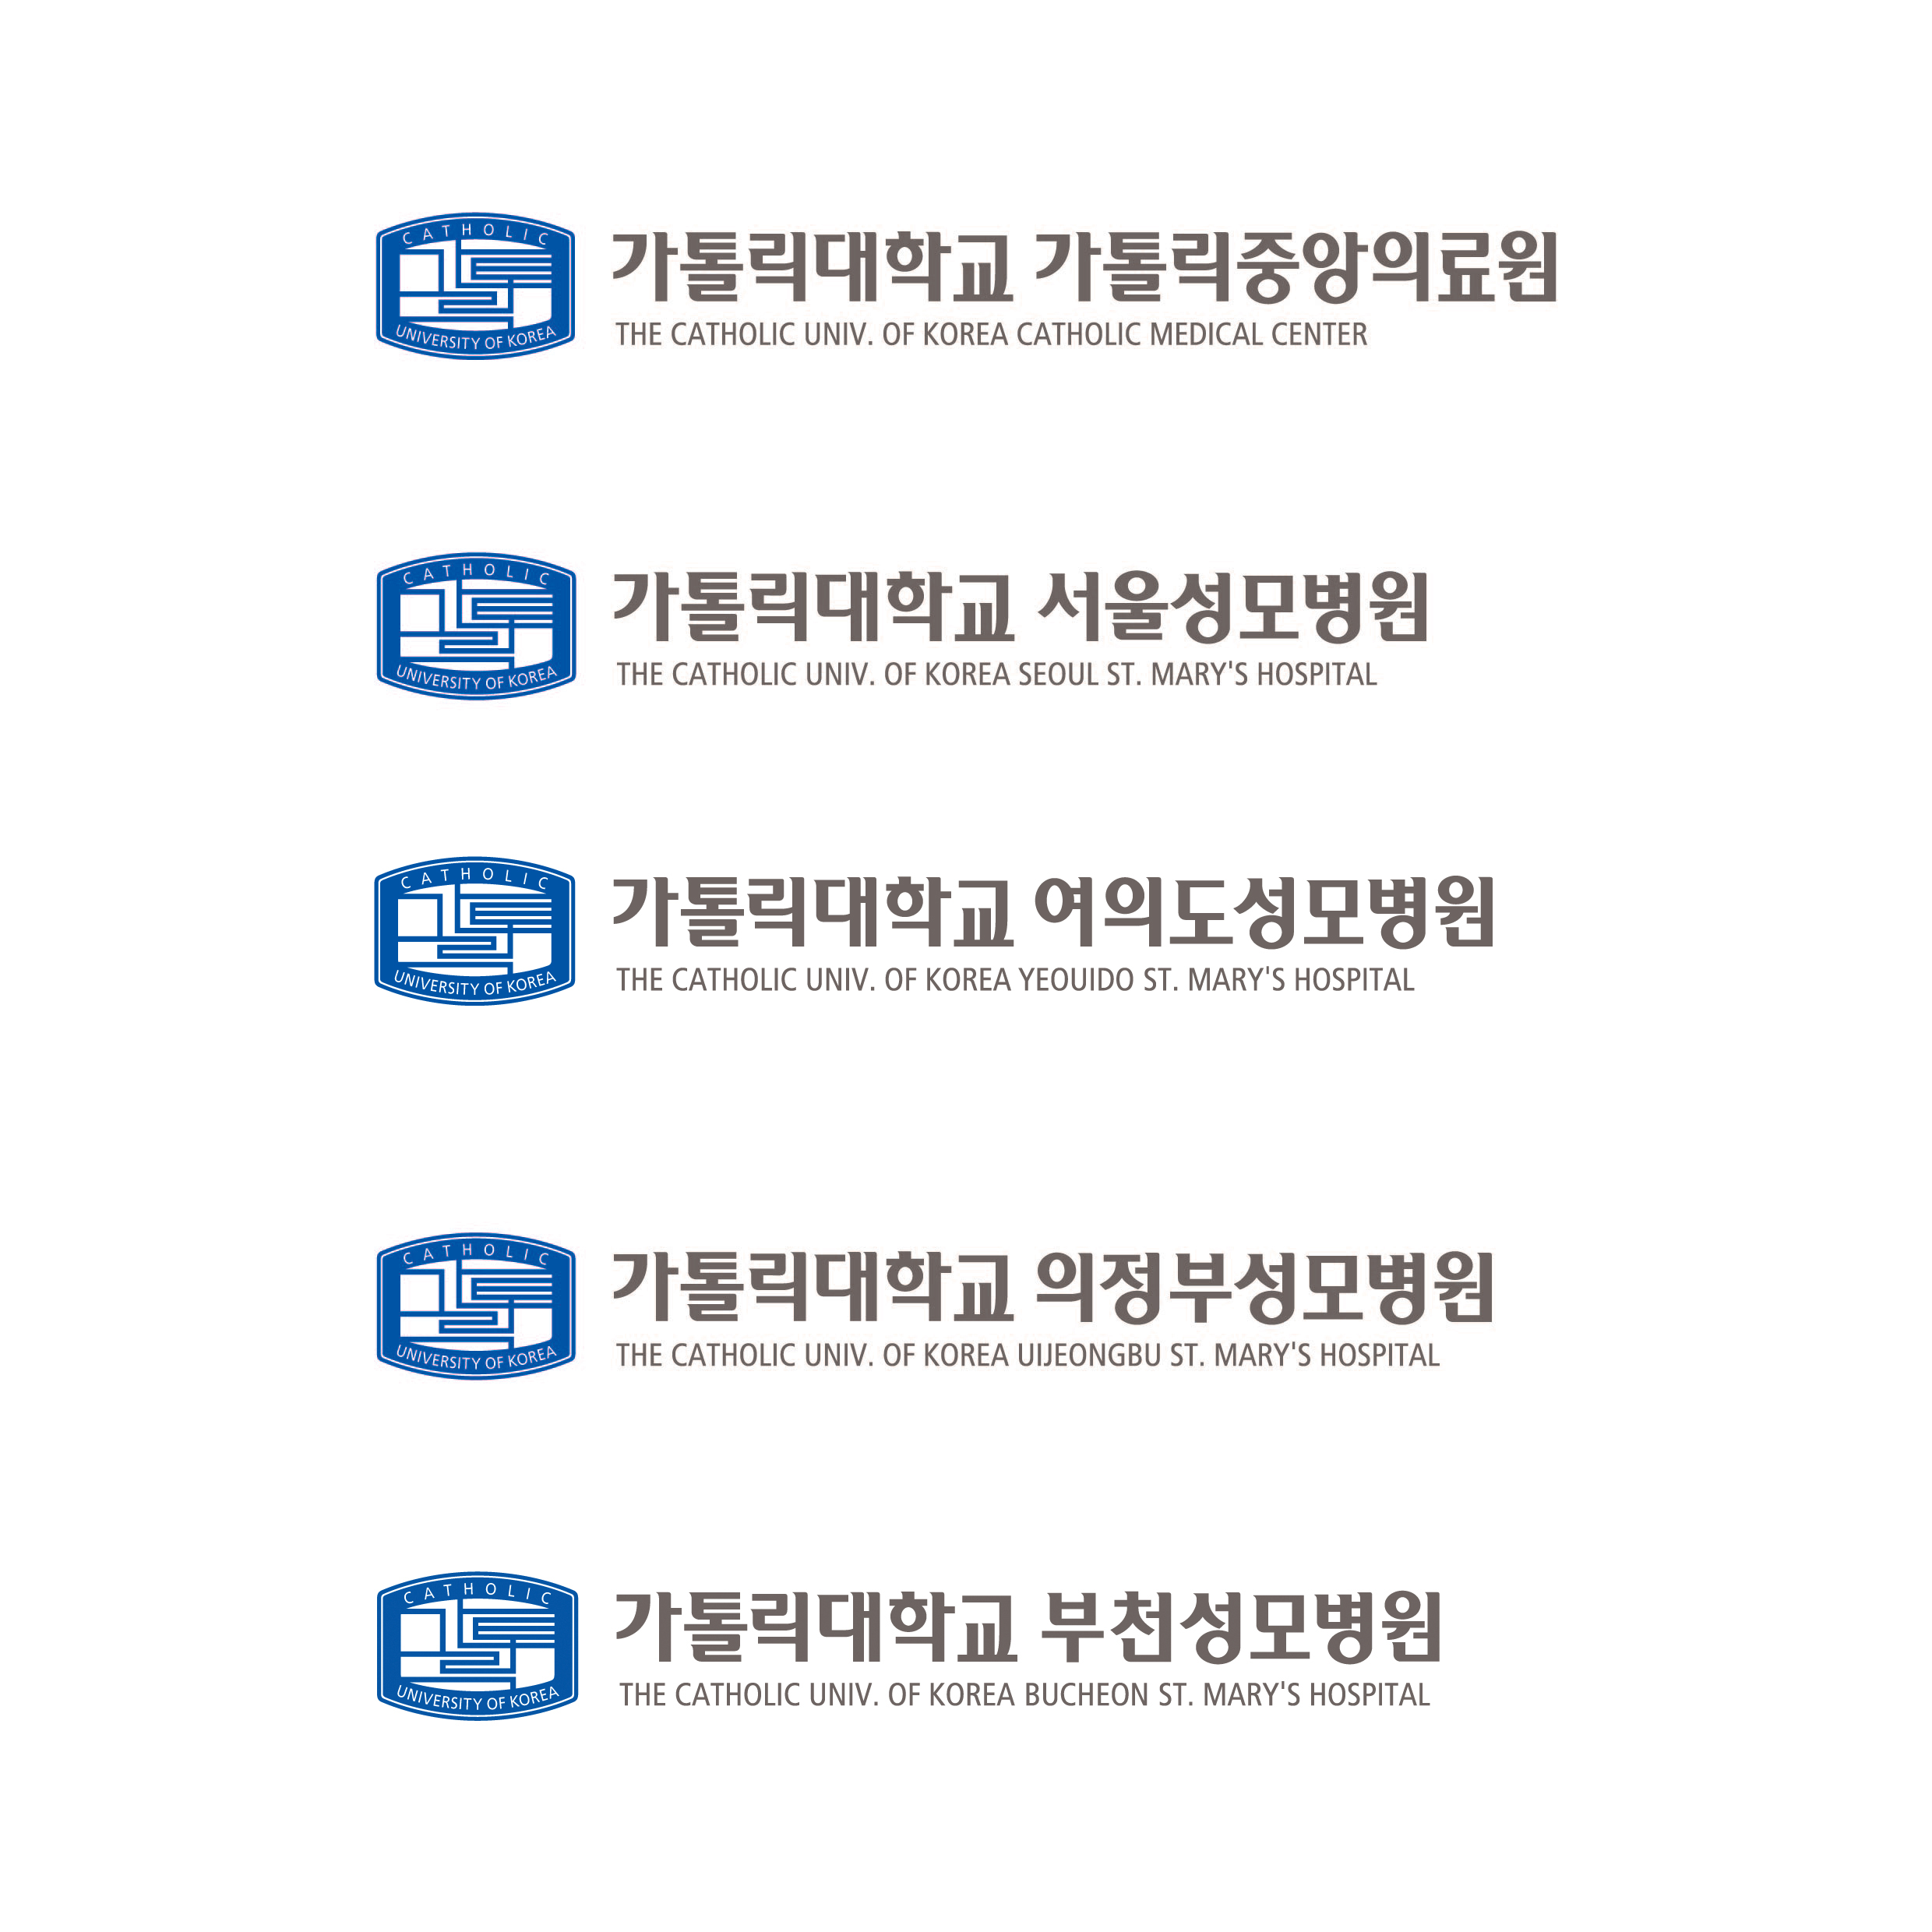 CATHOLIC
UNIVERSITY OF KOREA
가톨릭대학교 가톨릭중앙의료원
THE CATHOLIC UNIV. OF KOREA CATHOLIC MEDICAL CENTER
CATHOLIC
UNIVERSITY OF KOREA
가톨릭대학교 서울성모병원
THE CATHOLIC UNIV. OF KOREA SEOUL ST. MARY'S HOSPITAL
CATHOLIC
UNIVERSITY OF KOREA
가톨릭대학교 여의도성모병원
THE CATHOLIC UNIV. OF KOREA YEOUIDO ST. MARY'S HOSPITAL
CATHOLIC
UNIVERSITY OF KOREA
가톨릭대학교 의정부성모병원
THE CATHOLIC UNIV. OF KOREA UIJEONGBU ST. MARY'S HOSPITAL
CATHOLIC
UNIVERSITY OF KOREA
가톨릭대학교 부천성모병원
THE CATHOLIC UNIV. OF KOREA BUCHEON ST. MARY'S HOSPITAL